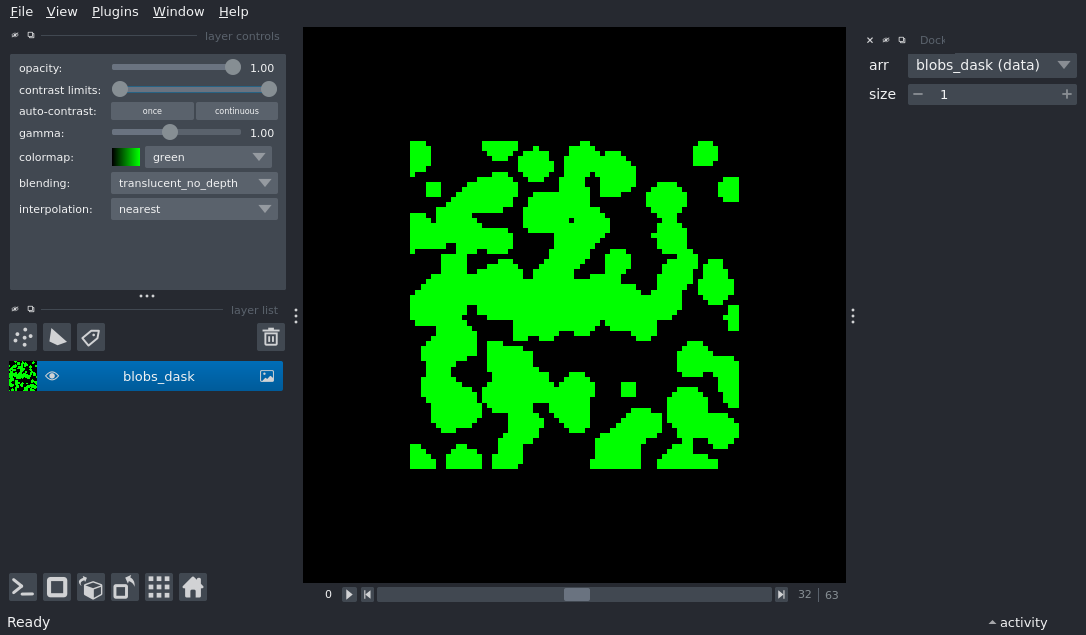 File View Plugins Window Help
layer controls
opacity: 1.00
contrast limits:
auto-contrast: once continuous
gamma: 1.00
colormap: green
blending: translucent_no_depth
interpolation: nearest
layer list
blobs_dask
0 32 63
Ready
Dock
arr blobs_dask (data)
size 1
activity